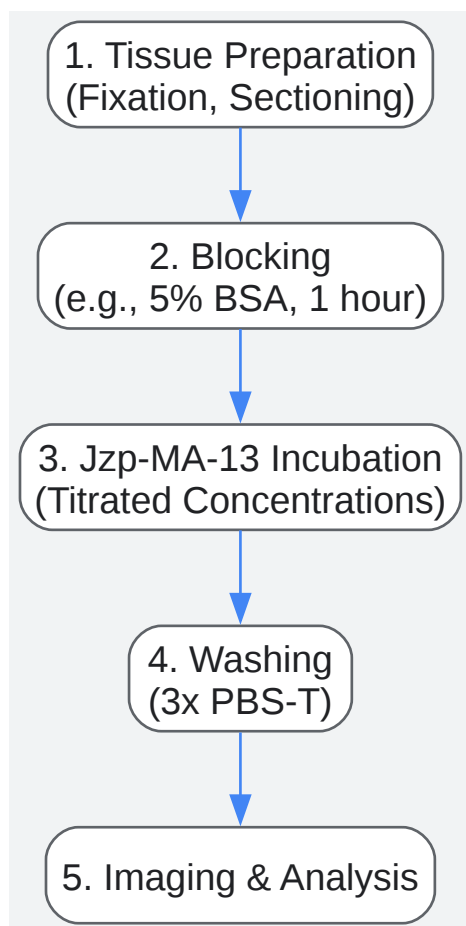 1. Tissue Preparation
(Fixation, Sectioning)
2. Blocking
(e.g., 5% BSA, 1 hour)
3. Jzp-MA-13 Incubation
(Titrated Concentrations)
4. Washing
(3x PBS-T)
5. Imaging & Analysis